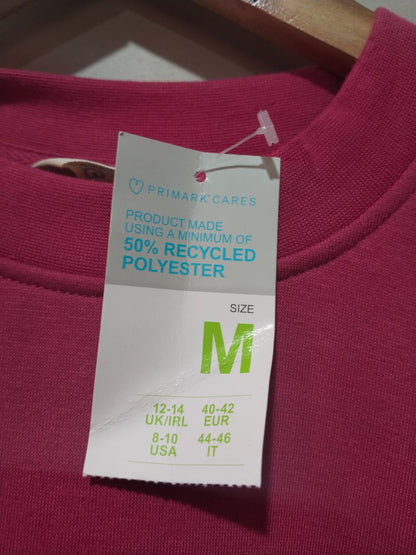 PRIMARK® CARES
PRODUCT MADE
USING A MINIMUM OF
50% RECYCLED
POLYESTER
SIZE
M
12-14 40-42
UK/IRL EUR
8-10 44-46
USA IT